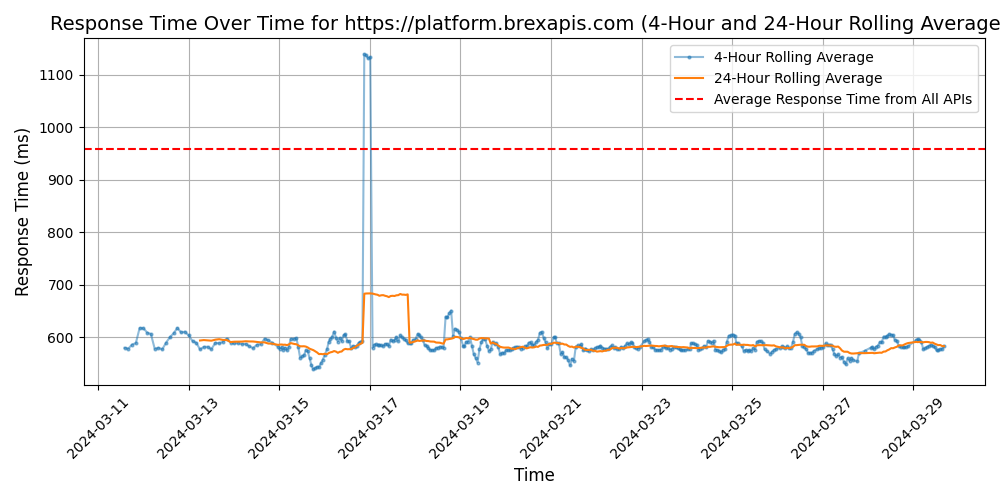 Response Time Over Time for https://platform.brexapis.com (4-Hour and 24-Hour Rolling Average
4-Hour Rolling Average
24-Hour Rolling Average
Average Response Time from All APIs
Response Time (ms)
1100
1000
900
800
700
600
2024-03-11
2024-03-13
2024-03-15
2024-03-17
2024-03-19
2024-03-21
2024-03-23
2024-03-25
2024-03-27
2024-03-29
Time